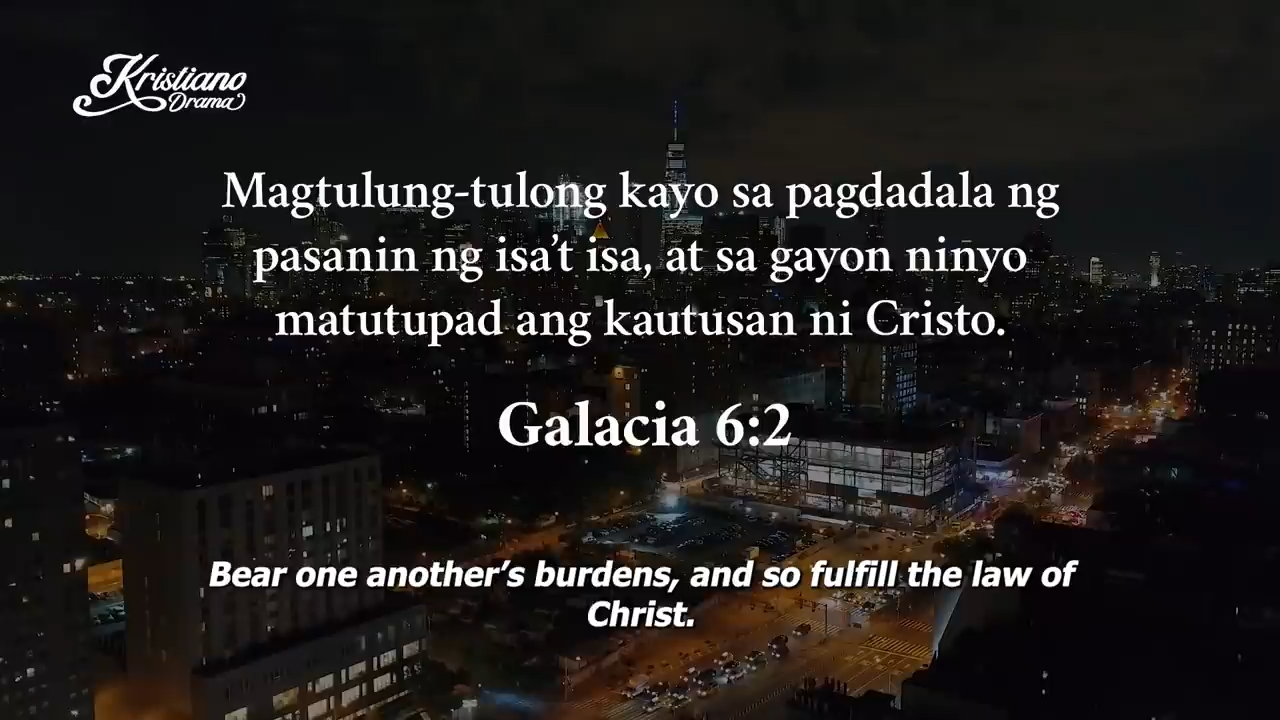 Kristiano
Drama
Magtulung-tulong kayo sa pagdadala ng
pasanin ng isa’t isa, at sa gayon ninyo
matutupad ang kautusan ni Cristo.
Galacia 6:2
Bear one another’s burdens, and so fulfill the law of
Christ.